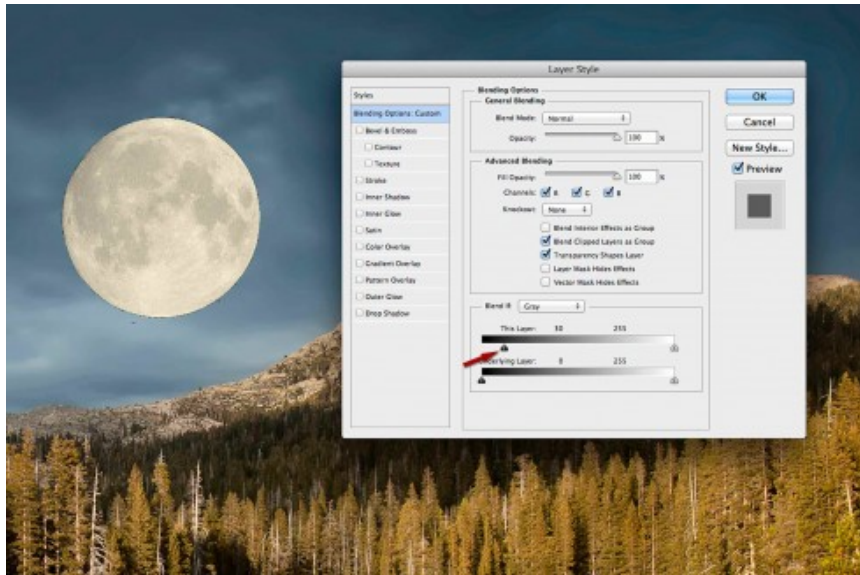 Layer Style
Styles
Blending Options: Custom
Bevel & Emboss
Contour
Texture
Stroke
Inner Shadow
Inner Glow
Satin
Color Overlay
Gradient Overlay
Pattern Overlay
Outer Glow
Drop Shadow
Blending Options
General Blending
Blend Mode: Normal
Opacity: 100 %
Advanced Blending
Fill Opacity: 100 %
Channels: R G B
Knockout: None
Blend Interior Effects as Group
Blend Clipped Layers as Group
Transparency Shapes Layer
Layer Mask Hides Effects
Vector Mask Hides Effects
Blend If: Gray
This Layer: 30 255
Layer: 0 255
OK
Cancel
New Style...
Preview